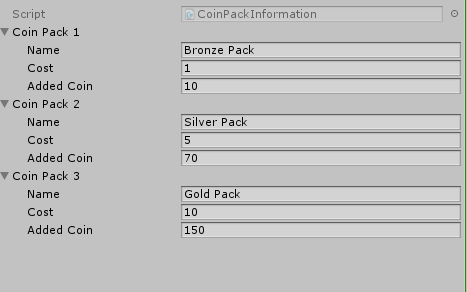 Script CoinPackInformation
Coin Pack 1
Name Bronze Pack
Cost 1
Added Coin 10
Coin Pack 2
Name Silver Pack
Cost 5
Added Coin 70
Coin Pack 3
Name Gold Pack
Cost 10
Added Coin 150